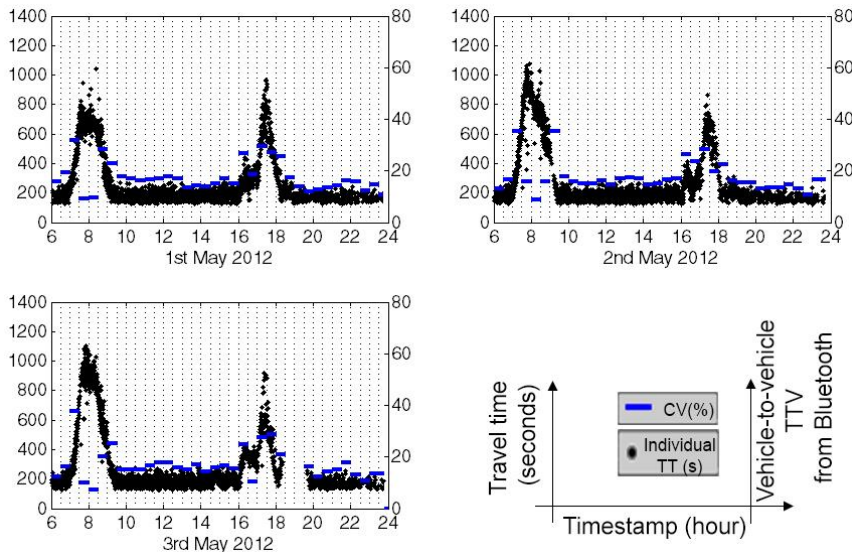 1400
1200
1000
800
600
400
200
0
80
60
40
20
0
6 8 10 12 14 16 18 20 22 24
1st May 2012
1400
1200
1000
800
600
400
200
0
80
60
40
20
0
6 8 10 12 14 16 18 20 22 24
2nd May 2012
1400
1200
1000
800
600
400
200
0
80
60
40
20
0
6 8 10 12 14 16 18 20 22 24
3rd May 2012
Travel time
(seconds)
CV(%)
Individual
TT (s)
Vehicle-to-vehicle
TTV
from Bluetooth
Timestamp (hour)